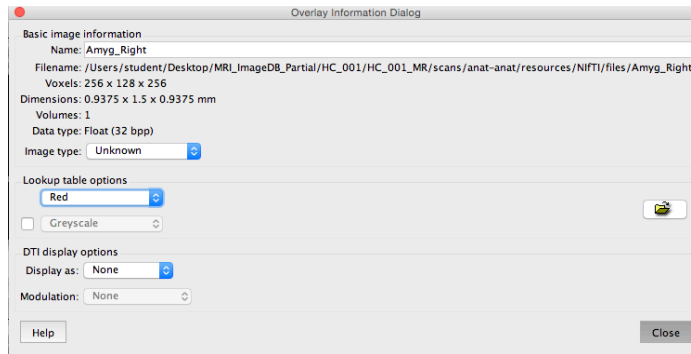 Overlay Information Dialog
Basic image information
Name: Amyg_Right
Filename: /Users/student/Desktop/MRI_ImageDB_Partial/HC_001/HC_001_MR/scans/anat-anat/resources/NIfTI/files/Amyg_Right
Voxels: 256 x 128 x 256
Dimensions: 0.9375 x 1.5 x 0.9375 mm
Volumes: 1
Data type: Float (32 bpp)
Image type: Unknown
Lookup table options
Red
Greyscale
DTI display options
Display as: None
Modulation: None
Help Close